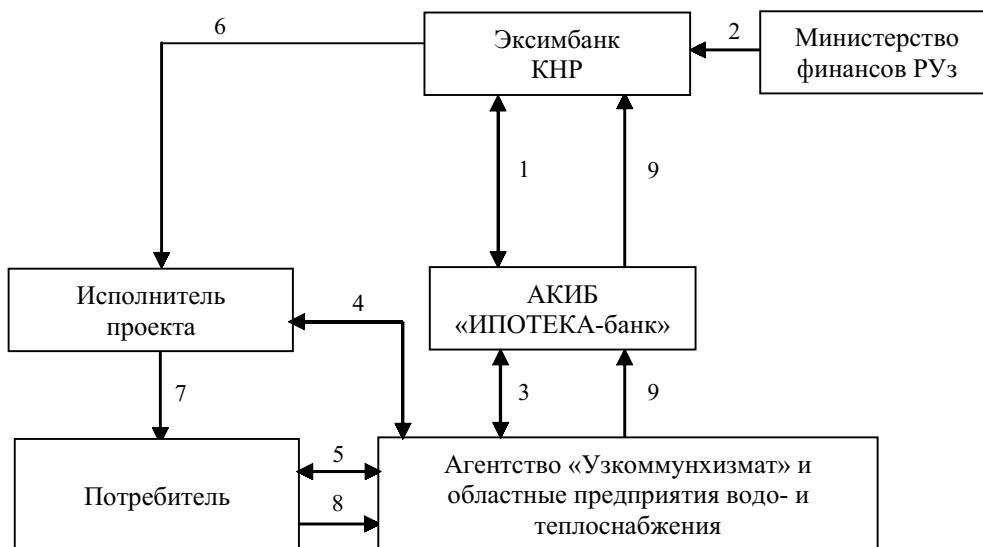 6
Эксимбанк
КНР
2
Министерство
финансов РУз
1
9
Исполнитель
проекта
4
АКИБ
«ИПОТЕКА-банк»
7
3
9
Потребитель
5
8
Агентство «Узкоммунхизмат» и
областные предприятия водо- и
теплоснабжения